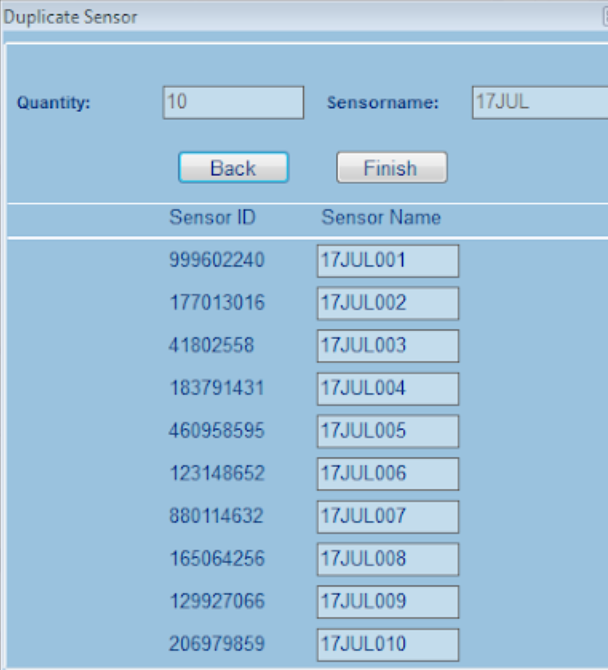 Duplicate Sensor
Quantity: 10 Sensorname: 17JUL
Back Finish
Sensor ID Sensor Name
999602240 17JUL001
177013016 17JUL002
41802558 17JUL003
183791431 17JUL004
460958595 17JUL005
123148652 17JUL006
880114632 17JUL007
165064256 17JUL008
129927066 17JUL009
206979859 17JUL010